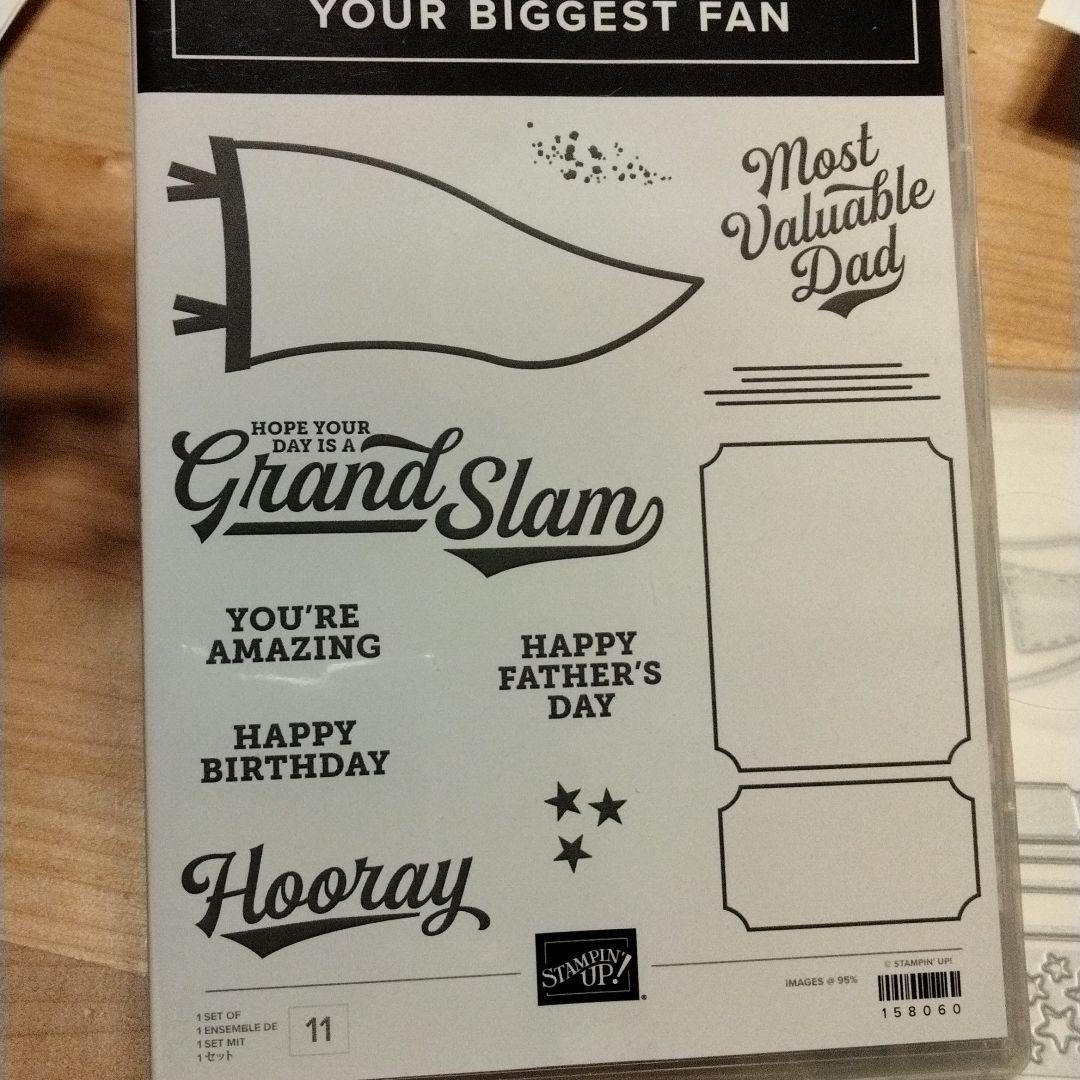 YOUR BIGGEST FAN
Most
Valuable
Dad
HOPE YOUR
DAY IS A
Grand Slam
YOU'RE
AMAZING
HAPPY
FATHER'S
DAY
HAPPY
BIRTHDAY
Hooray
STAMPIN'
UP!®
© STAMPIN' UP!
IMAGES @ 95%
158060
1 SET OF
1 ENSEMBLE DE
1 SET MIT
1セット
11